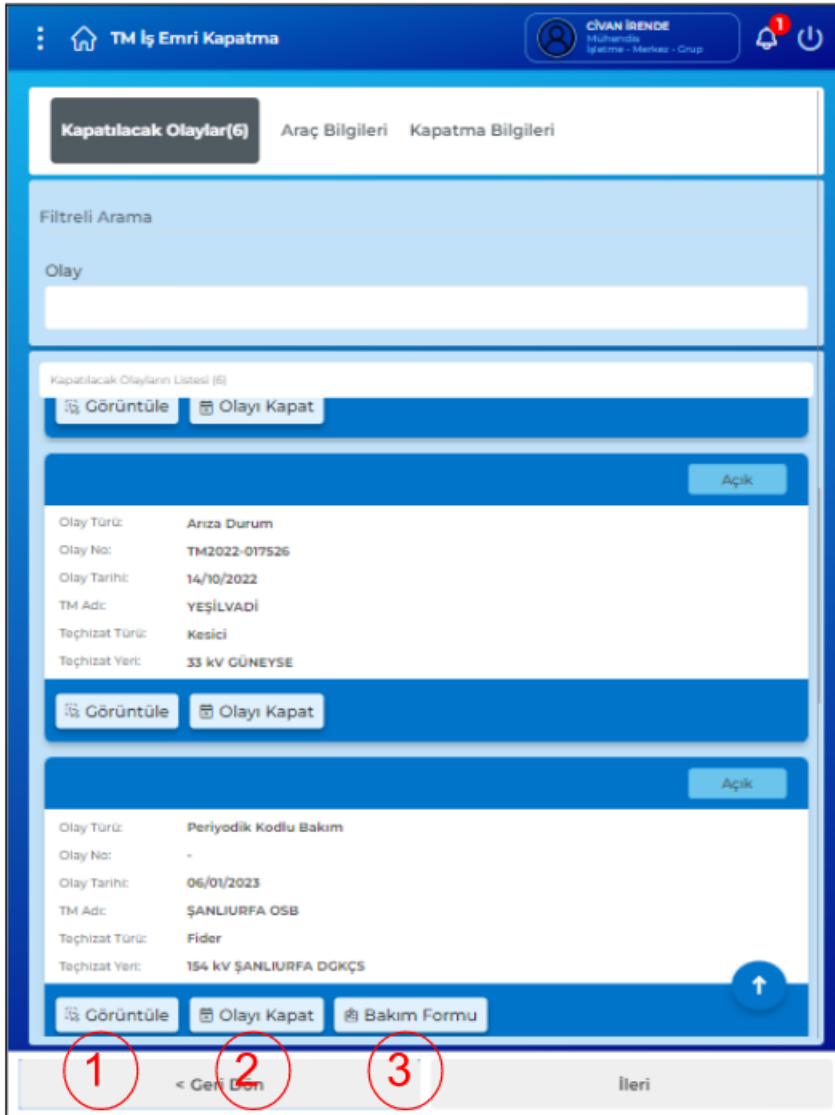 TM İş Emri Kapatma
CİVAN İRENDE
Mühendis
İşletme - Merkez - Grup
1
Kapatılacak Olaylar(6)
Araç Bilgileri
Kapatma Bilgileri
Filtreli Arama
Olay
Kapatılacak Olayların Listesi (6)
Görüntüle
Olayı Kapat
Açık
Olay Türü: Arıza Durum
Olay No: TM2022-017526
Olay Tarihi: 14/10/2022
TM Adı: YEŞİLVADİ
Teçhizat Türü: Kesici
Teçhizat Yeri: 33 kV GÜNEYSE
Görüntüle
Olayı Kapat
Açık
Olay Türü: Periyodik Kodlu Bakım
Olay No: -
Olay Tarihi: 06/01/2023
TM Adı: ŞANLIURFA OSB
Teçhizat Türü: Fider
Teçhizat Yeri: 154 kV ŞANLIURFA DGKÇS
Görüntüle
Olayı Kapat
Bakım Formu
1
2
3
< Geri Dön
İleri